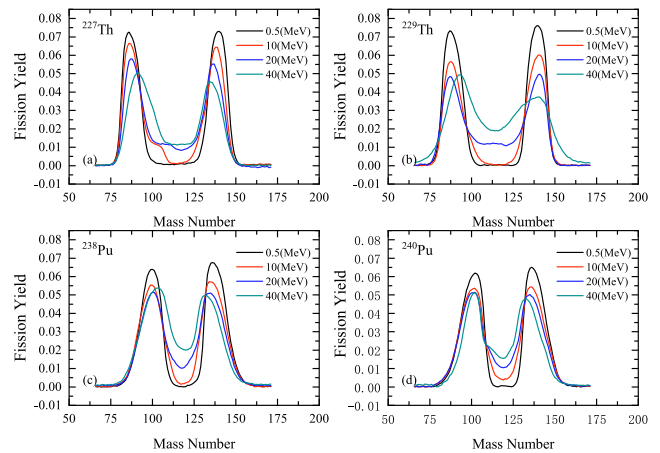 0.08
0.07
0.06
0.05
0.04
0.03
0.02
0.01
0.00
-0.01
Fission Yield
²²⁷Th
0.5(MeV)
10(MeV)
20(MeV)
40(MeV)
(a)
50 75 100 125 150 175 200
Mass Number
0.08
0.07
0.06
0.05
0.04
0.03
0.02
0.01
0.00
-0.01
Fission Yield
²²⁹Th
0.5(MeV)
10(MeV)
20(MeV)
40(MeV)
(b)
50 75 100 125 150 175 200
Mass Number
0.08
0.07
0.06
0.05
0.04
0.03
0.02
0.01
0.00
-0.01
Fission Yield
²³⁸Pu
0.5(MeV)
10(MeV)
20(MeV)
40(MeV)
(c)
50 75 100 125 150 175 200
Mass Number
0.08
0.07
0.06
0.05
0.04
0.03
0.02
0.01
0.00
-0.01
Fission Yield
²⁴⁰Pu
0.5(MeV)
10(MeV)
20(MeV)
40(MeV)
(d)
50 75 100 125 150 175 200
Mass Number